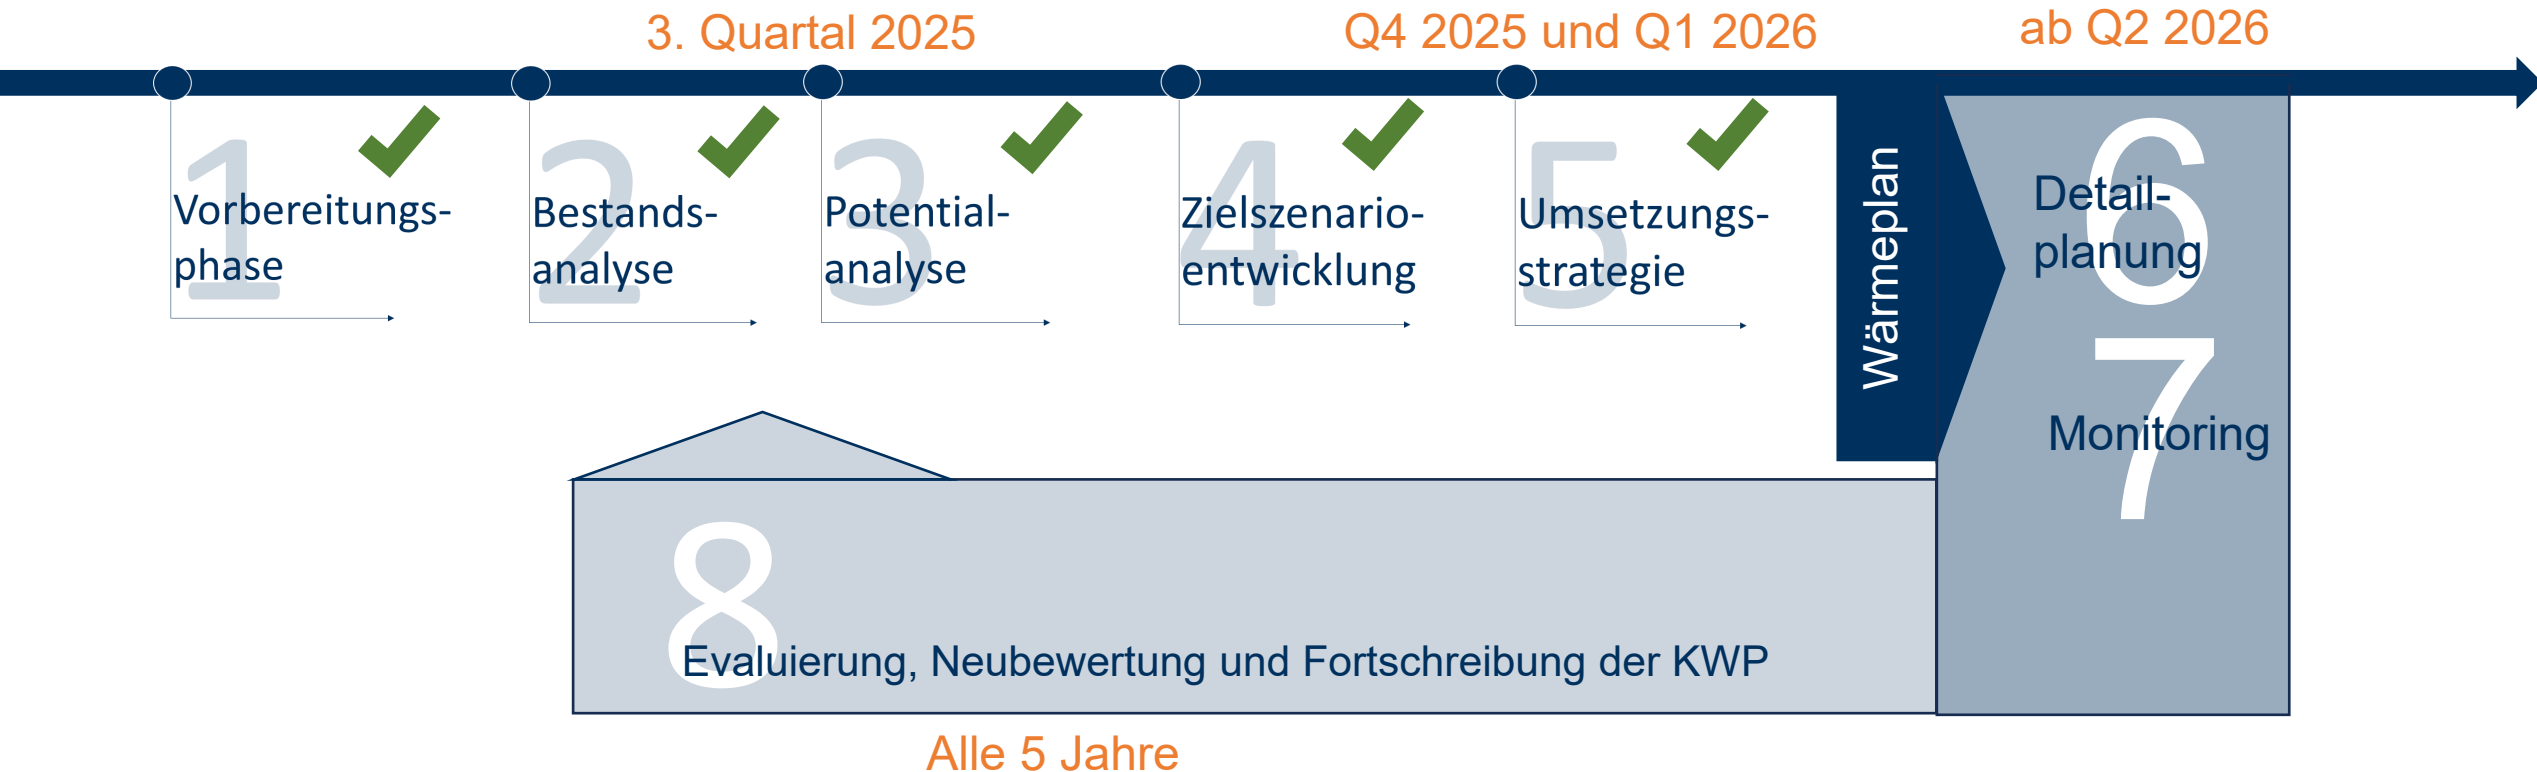 3. Quartal 2025
Q4 2025 und Q1 2026
ab Q2 2026
1
Vorbereitungs-
phase
2
Bestands-
analyse
3
Potential-
analyse
4
Zielszenario-
entwicklung
5
Umsetzungs-
strategie
Wärmeplan
6
Detail-
planung
7
Monitoring
8
Evaluierung, Neubewertung und Fortschreibung der KWP
Alle 5 Jahre